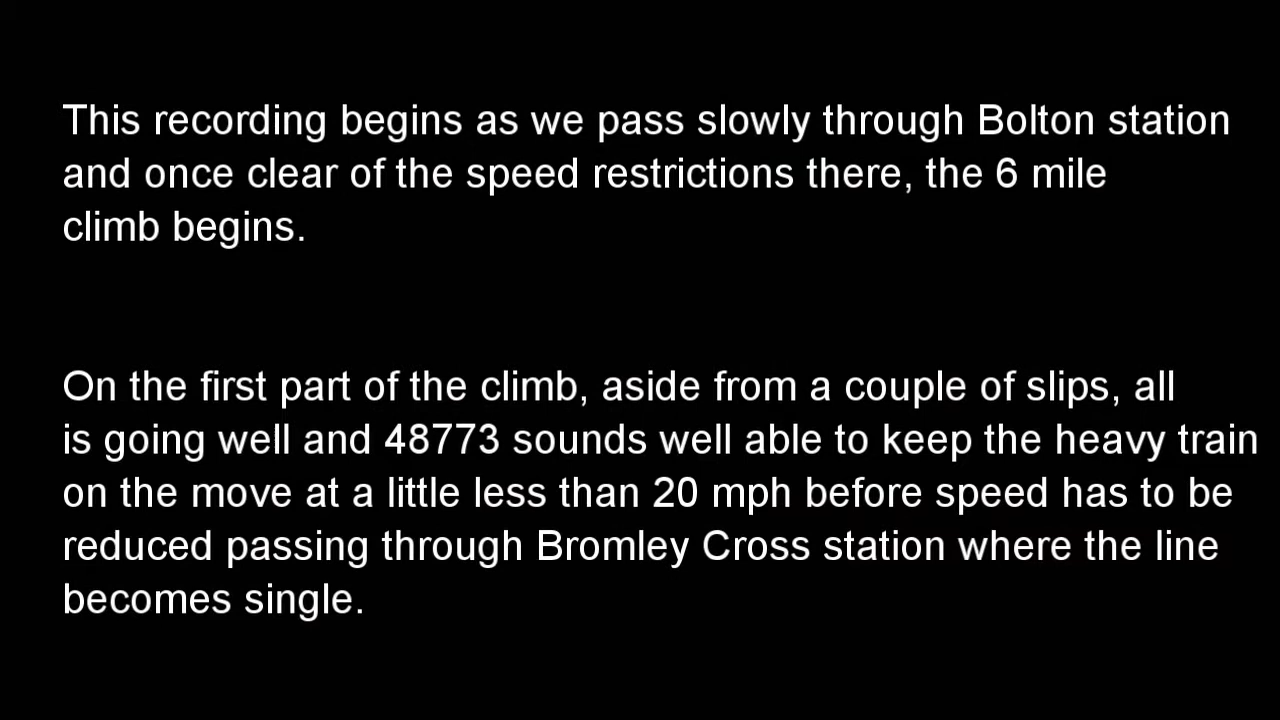 This recording begins as we pass slowly through Bolton station
and once clear of the speed restrictions there, the 6 mile
climb begins.
On the first part of the climb, aside from a couple of slips, all
is going well and 48773 sounds well able to keep the heavy train
on the move at a little less than 20 mph before speed has to be
reduced passing through Bromley Cross station where the line
becomes single.